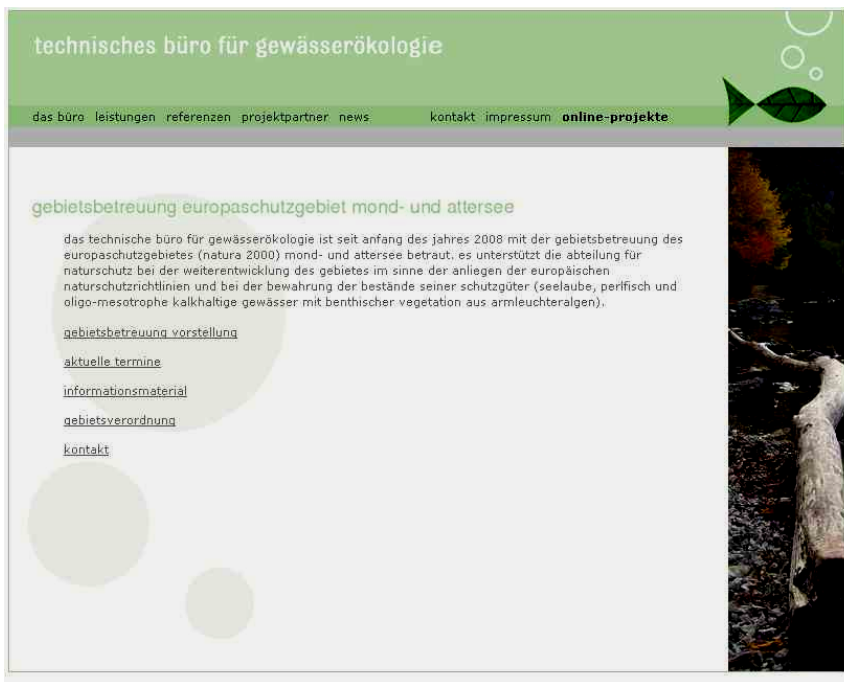 technisches büro für gewässerökologie
das büro leistungen referenzen projektpartner news kontakt impressum online-projekte
gebietsbetreuung europaschutzgebiet mond- und attersee
das technische büro für gewässerökologie ist seit anfang des jahres 2008 mit der gebietsbetreuung des
europaschutzgebietes (natura 2000) mond- und attersee betraut. es unterstützt die abteilung für
naturschutz bei der weiterentwicklung des gebietes im sinne der anliegen der europäischen
naturschutzrichtlinien und bei der bewahrung der bestände seiner schutzgüter (seelaube, perlfisch und
oligo-mesotrophe kalkhaltige gewässer mit benthischer vegetation aus armleuchteralgen).
gebietsbetreuung vorstellung
aktuelle termine
informationsmaterial
gebietsverordnung
kontakt